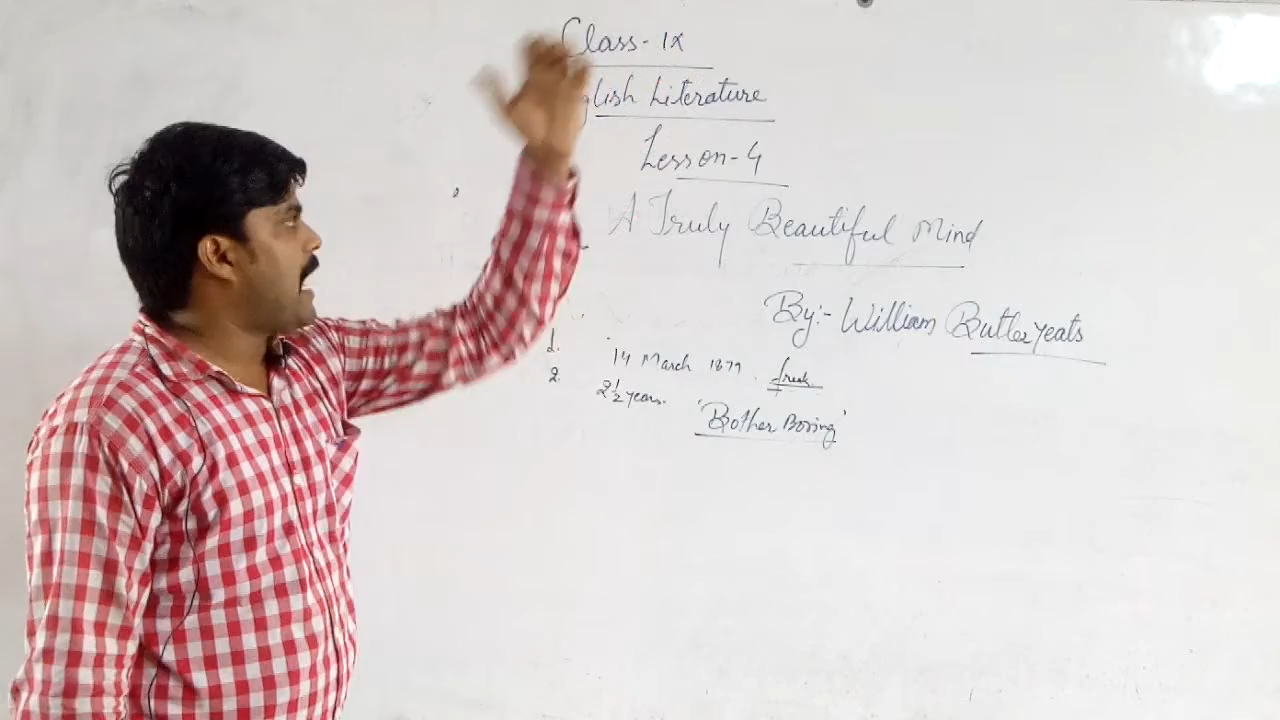 Class-IX
glish Literature
Lesson-4
A Truly Beautiful Mind
By:- William Butler Yeats
1. 14 March 1879. freak
2. 2½ years. 'Bother Boring'